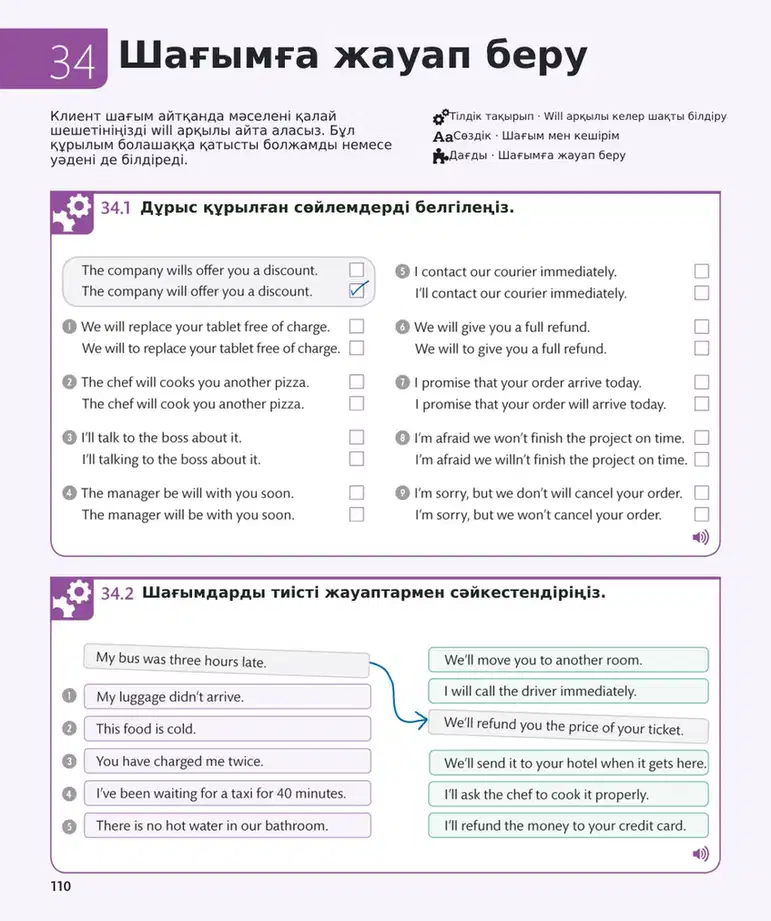 34 Шағымға жауап беру
Клиент шағым айтқанда мәселені қалай
шешетініңізді will арқылы айта аласыз. Бұл
құрылым болашаққа қатысты болжамды немесе
уәдені де білдіреді.
Тілдік тақырып · Will арқылы келер шақты білдіру
Aa Сөздік · Шағым мен кешірім
Дағды · Шағымға жауап беру
34.1 Дұрыс құрылған сөйлемдерді белгілеңіз.
The company wills offer you a discount.
The company will offer you a discount.
1 We will replace your tablet free of charge.
We will to replace your tablet free of charge.
2 The chef will cooks you another pizza.
The chef will cook you another pizza.
3 I'll talk to the boss about it.
I'll talking to the boss about it.
4 The manager be will with you soon.
The manager will be with you soon.
5 I contact our courier immediately.
I'll contact our courier immediately.
6 We will give you a full refund.
We will to give you a full refund.
7 I promise that your order arrive today.
I promise that your order will arrive today.
8 I'm afraid we won't finish the project on time.
I'm afraid we willn't finish the project on time.
9 I'm sorry, but we don't will cancel your order.
I'm sorry, but we won't cancel your order.
34.2 Шағымдарды тиісті жауаптармен сәйкестендіріңіз.
My bus was three hours late.
1 My luggage didn't arrive.
2 This food is cold.
3 You have charged me twice.
4 I've been waiting for a taxi for 40 minutes.
5 There is no hot water in our bathroom.
We'll move you to another room.
I will call the driver immediately.
We'll refund you the price of your ticket.
We'll send it to your hotel when it gets here.
I'll ask the chef to cook it properly.
I'll refund the money to your credit card.
110